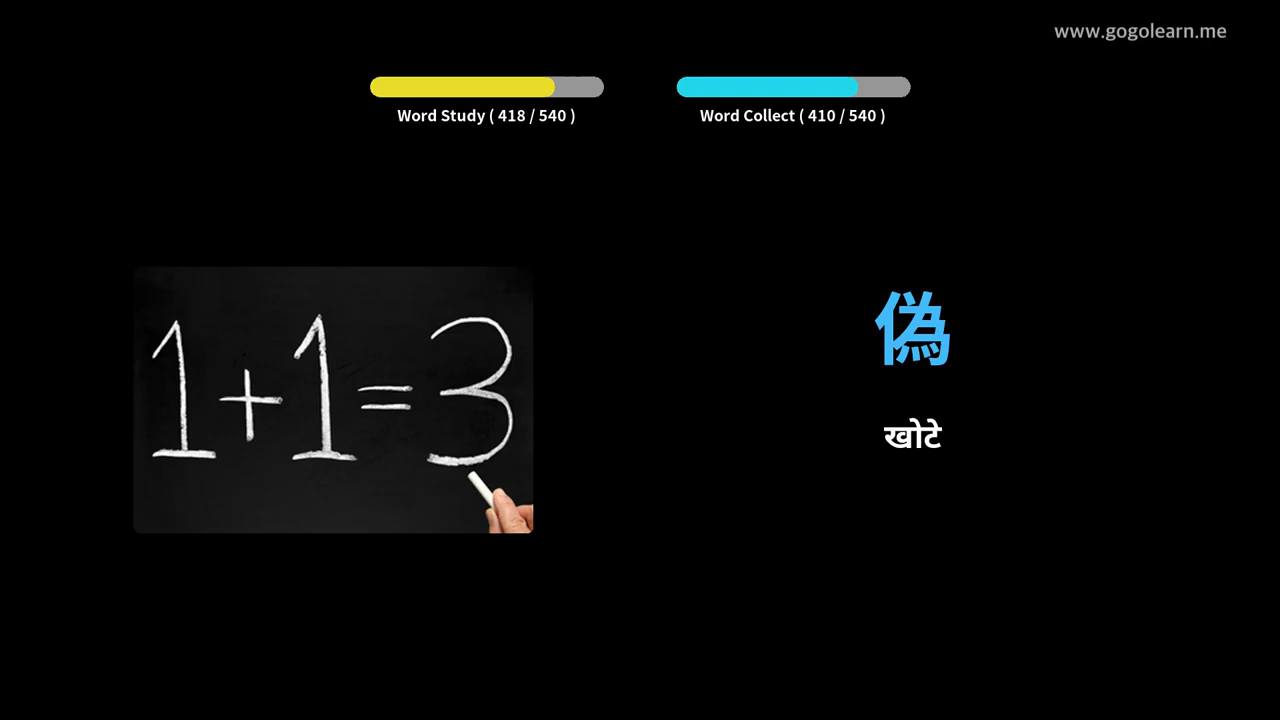 www.gogolearn.me
Word Study ( 418 / 540 )
Word Collect ( 410 / 540 )
1+1=3
偽
खोटे